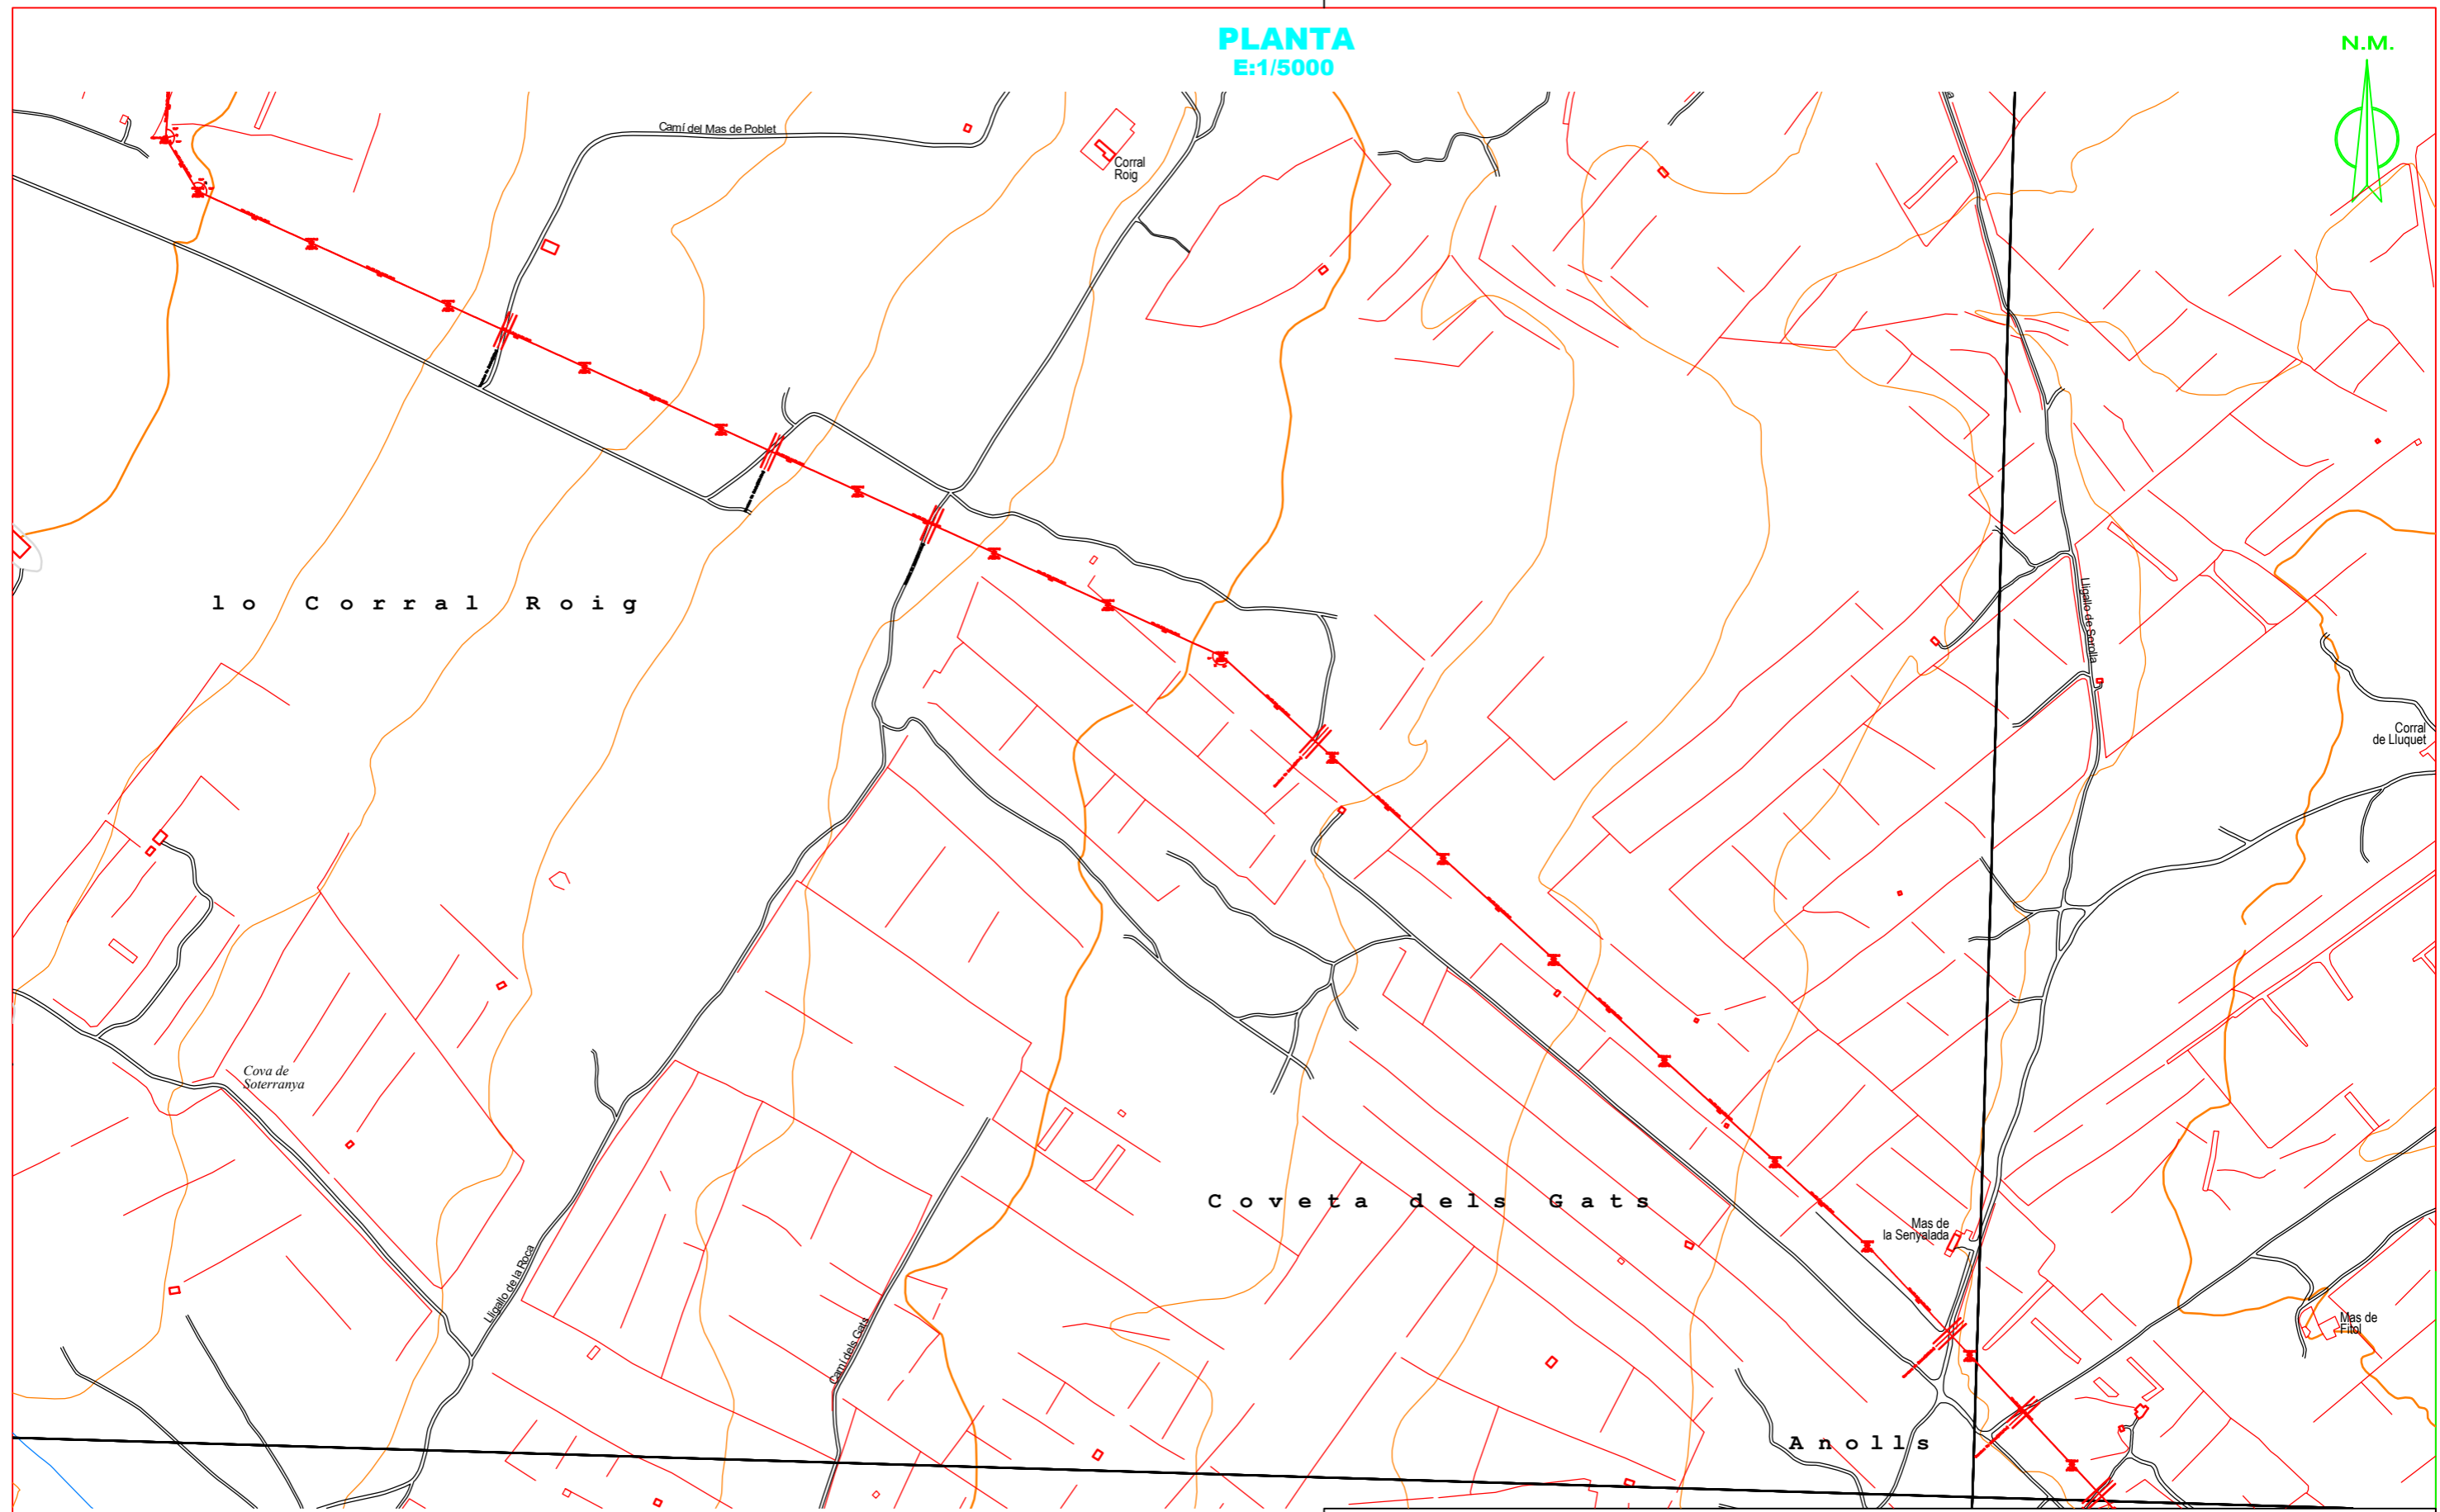 PLANTA
E:1/5000
N.M.
Camí del Mas de Poblet
Corral
Roig
lo Corral Roig
Lligallo de Sorolla
Corral
de Lluquet
Cova de
Soterranya
Coveta dels Gats
Mas de
la Senyalada
Lligallo de la Roca
Camí dels Gats
Mas de
Fitol
Anolls